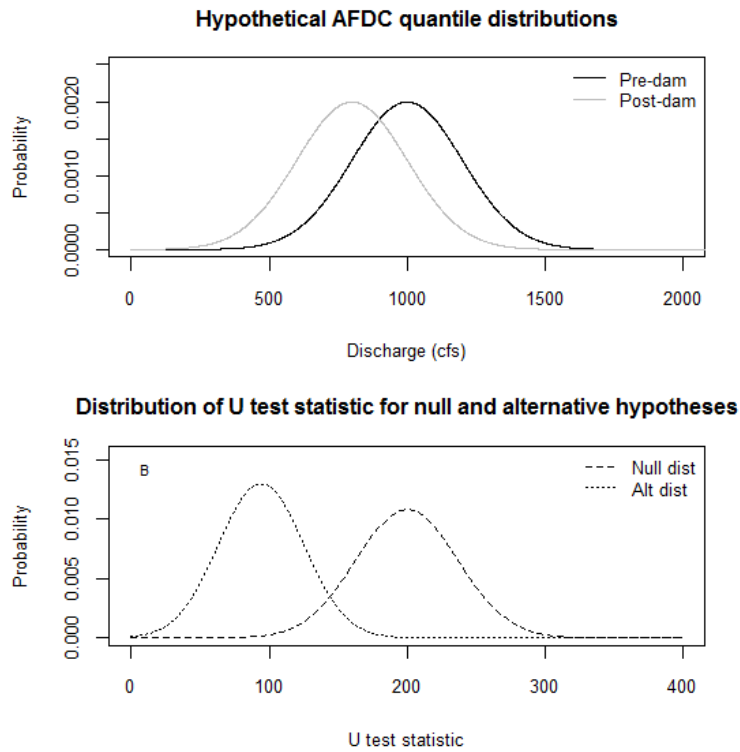 Hypothetical AFDC quantile distributions
Probability
0.0000 0.0010 0.0020
Pre-dam
Post-dam
0 500 1000 1500 2000
Discharge (cfs)
Distribution of U test statistic for null and alternative hypotheses
Probability
0.000 0.005 0.010 0.015
B
Null dist
Alt dist
0 100 200 300 400
U test statistic